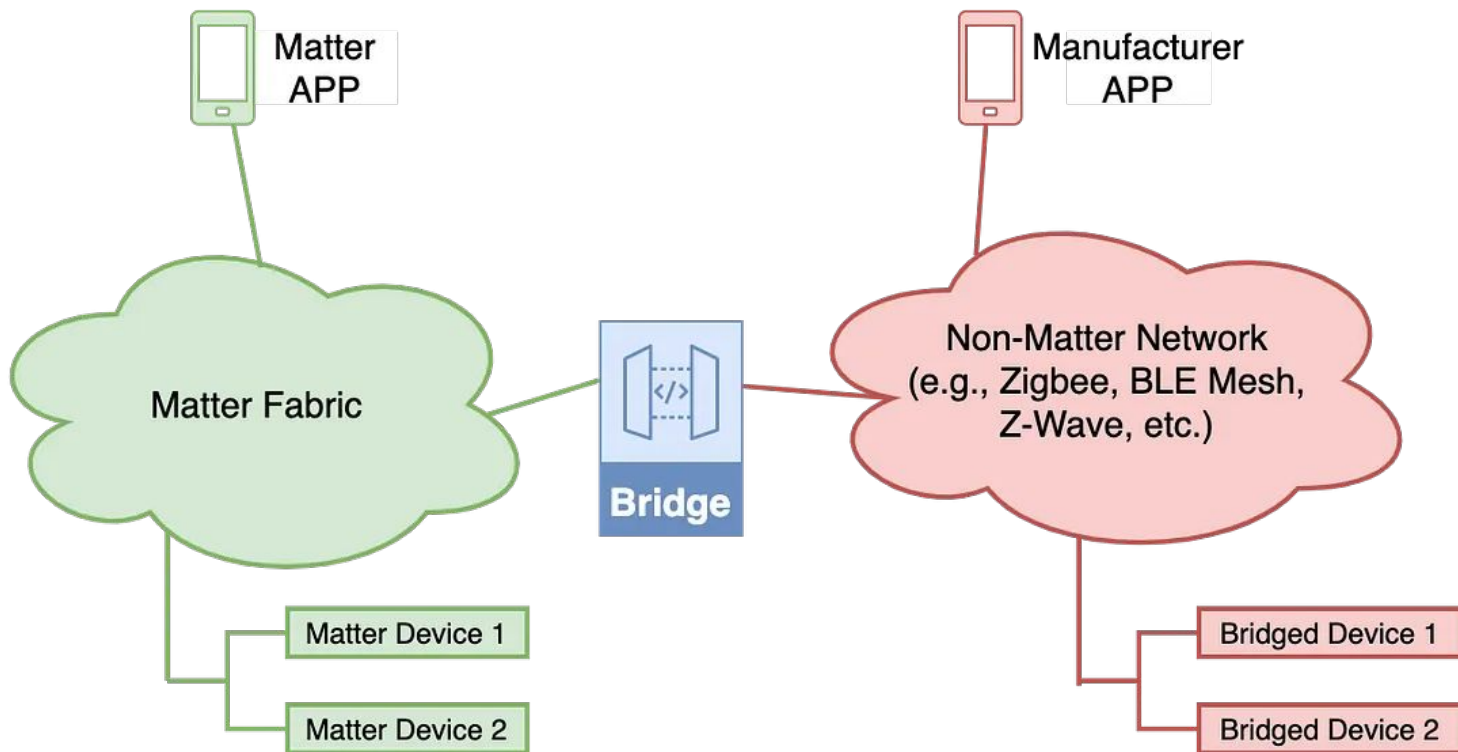 Matter
APP
Manufacturer
APP
Matter Fabric
</>
Bridge
Non-Matter Network
(e.g., Zigbee, BLE Mesh,
Z-Wave, etc.)
Matter Device 1
Matter Device 2
Bridged Device 1
Bridged Device 2